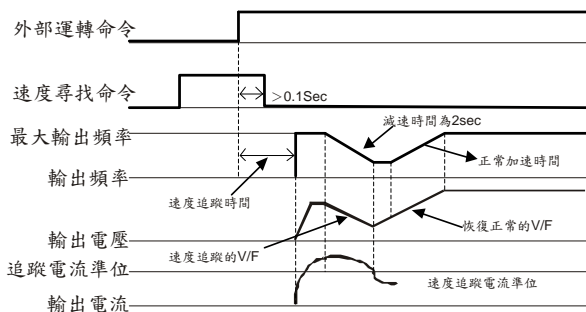 外部運轉命令
速度尋找命令
>0.1Sec
減速時間為2sec
最大輸出頻率
正常加速時間
輸出頻率
速度追蹤時間
恢復正常的V/F
輸出電壓
速度追蹤的V/F
追蹤電流準位
速度追蹤電流準位
輸出電流